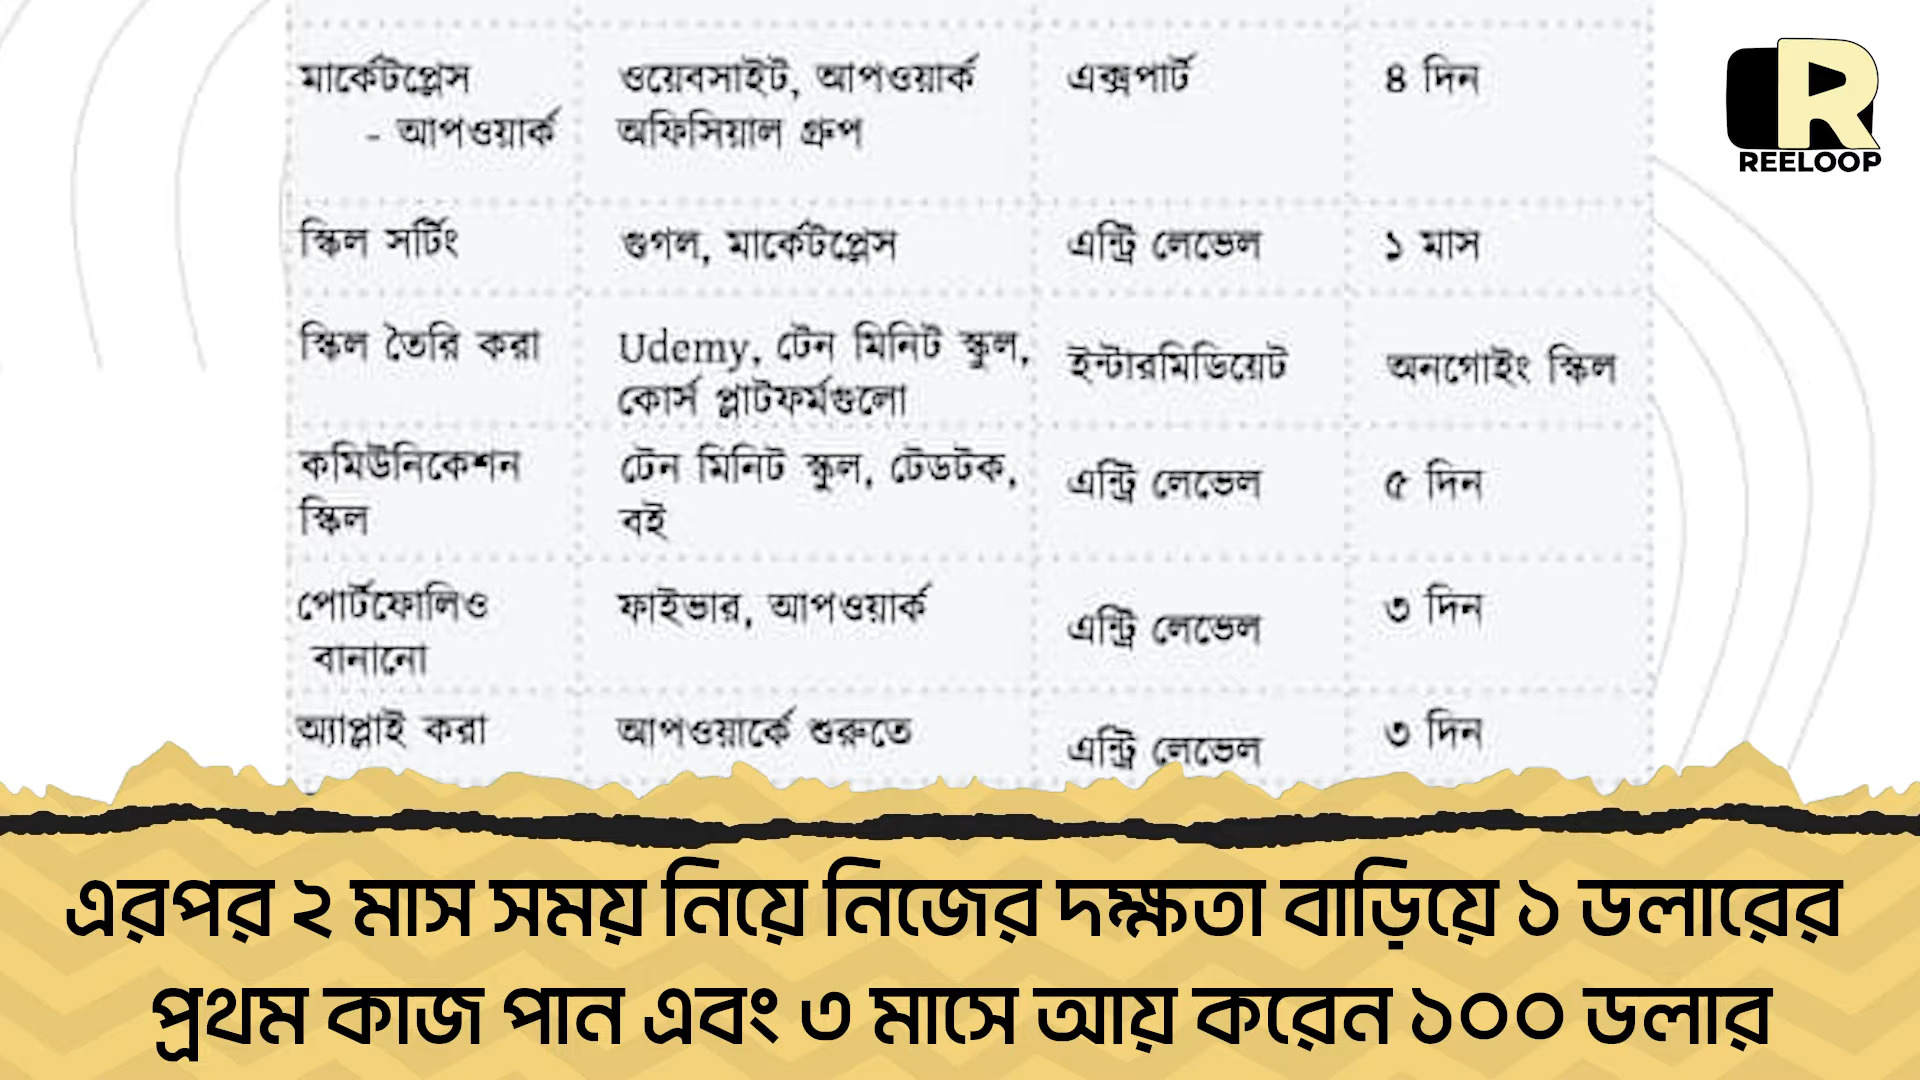 মার্কেটপ্লেস
- আপওয়ার্ক
ওয়েবসাইট, আপওয়ার্ক
অফিসিয়াল গ্রুপ
এক্সপার্ট
৪ দিন
স্কিল সর্টিং
গুগল, মার্কেটপ্লেস
এন্ট্রি লেভেল
১ মাস
স্কিল তৈরি করা
Udemy, টেন মিনিট স্কুল,
কোর্স প্লাটফর্মগুলো
ইন্টারমিডিয়েট
অনগোইং স্কিল
কমিউনিকেশন
স্কিল
টেন মিনিট স্কুল, টেডটক,
বই
এন্ট্রি লেভেল
৫ দিন
পোর্টফোলিও
বানানো
ফাইভার, আপওয়ার্ক
এন্ট্রি লেভেল
৩ দিন
অ্যাপ্লাই করা
আপওয়ার্কে শুরুতে
এন্ট্রি লেভেল
৩ দিন
R
REELOOP
এরপর ২ মাস সময় নিয়ে নিজের দক্ষতা বাড়িয়ে ১ ডলারের
প্রথম কাজ পান এবং ৩ মাসে আয় করেন ১০০ ডলার